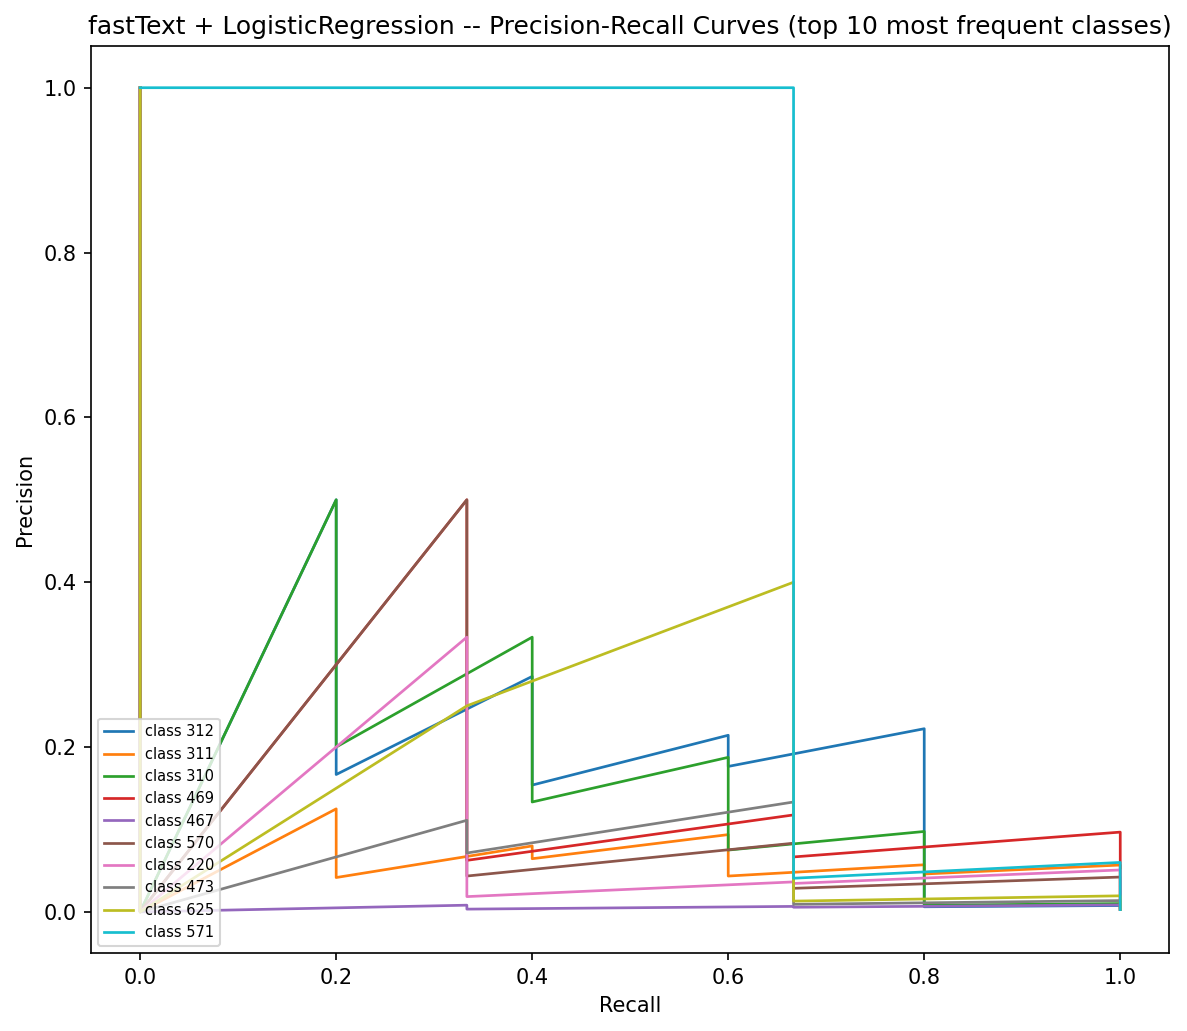 fastText + LogisticRegression -- Precision-Recall Curves (top 10 most frequent classes)
1.0
0.8
0.6
0.4
0.2
0.0
Precision
class 312
class 311
class 310
class 469
class 467
class 570
class 220
class 473
class 625
class 571
0.0 0.2 0.4 0.6 0.8 1.0
Recall